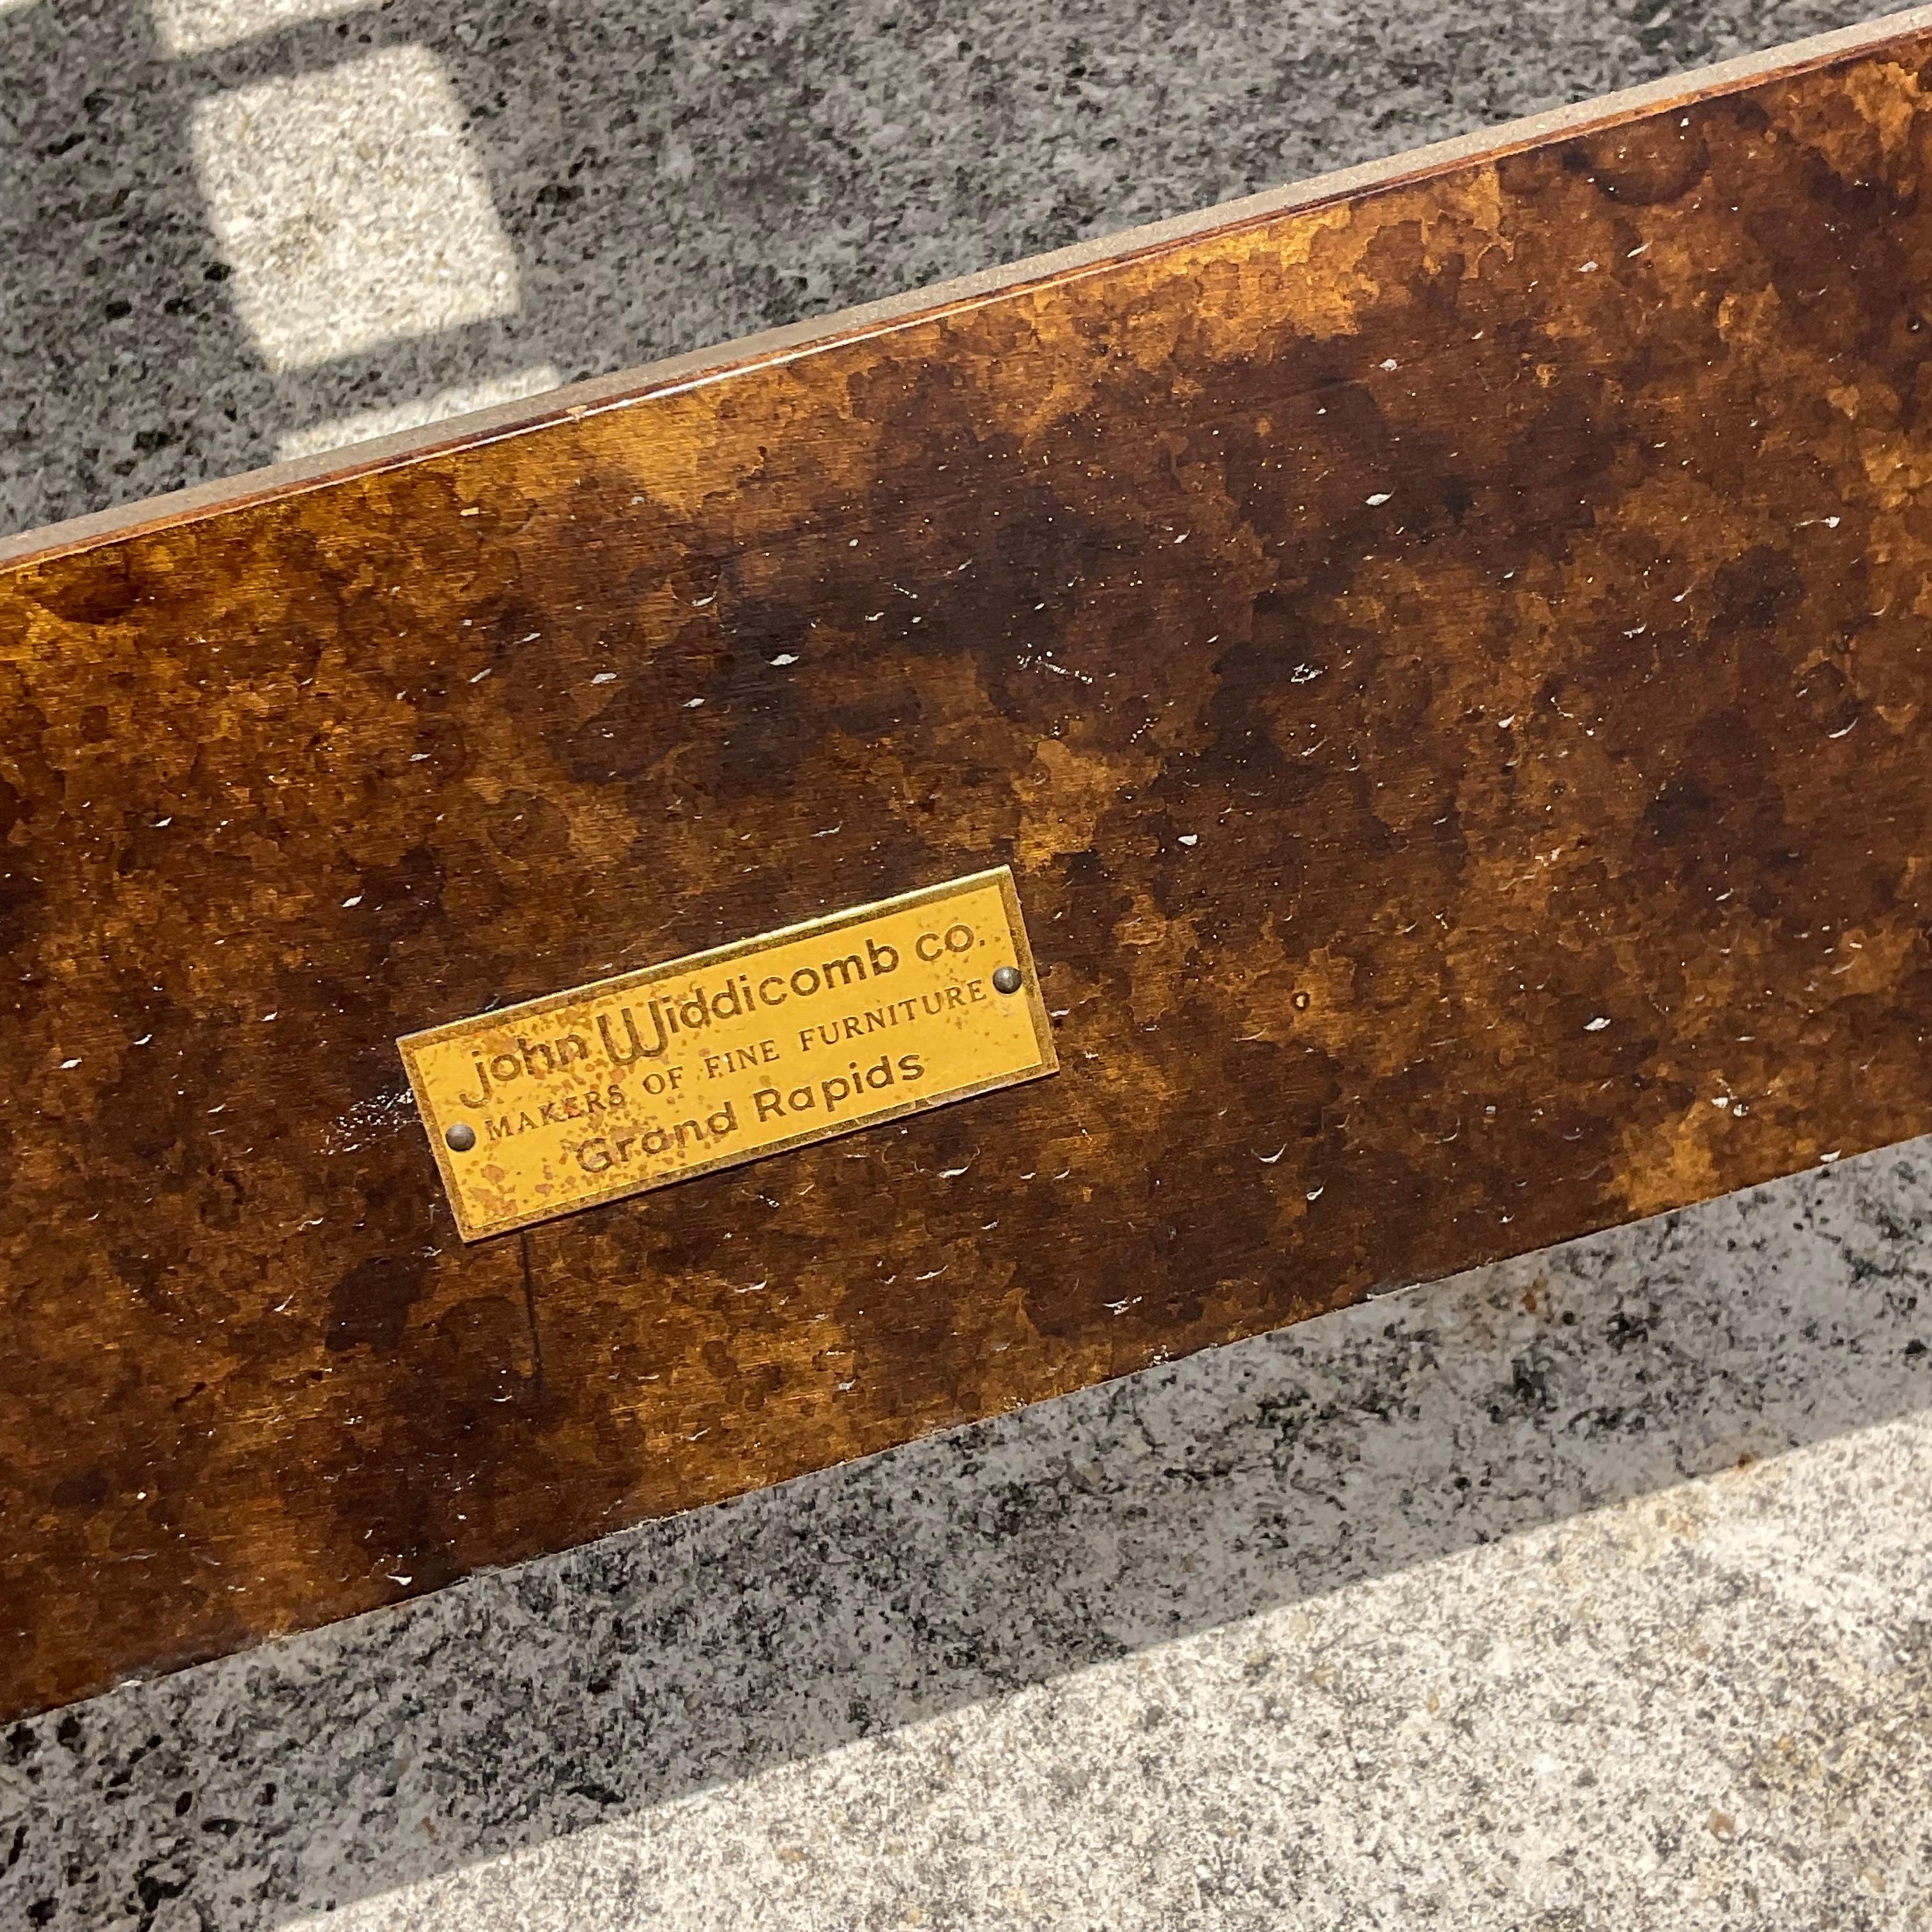 john Widdicomb co.
MAKERS OF FINE FURNITURE
Grand Rapids